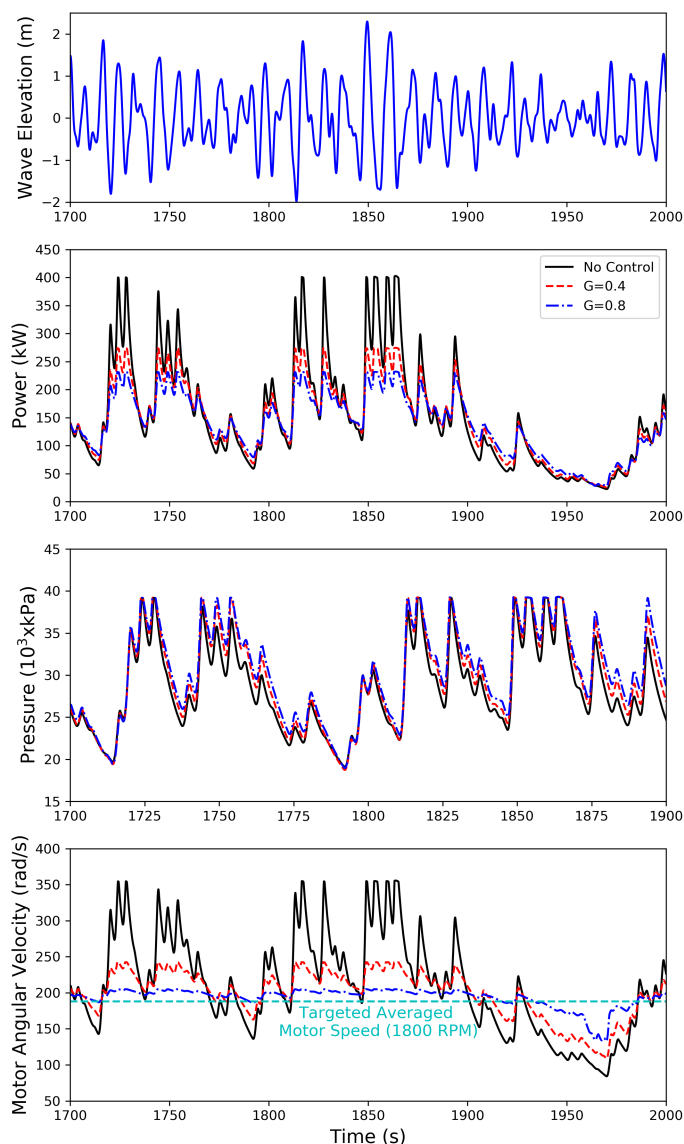 Wave Elevation (m)
2
1
0
−1
−2
1700 1750 1800 1850 1900 1950 2000
Power (kW)
450
400
350
300
250
200
150
100
50
0
No Control
G=0.4
G=0.8
1700 1750 1800 1850 1900 1950 2000
Pressure (10³xkPa)
45
40
35
30
25
20
15
1700 1725 1750 1775 1800 1825 1850 1875 1900
Motor Angular Velocity (rad/s)
400
350
300
250
200
150
100
50
Targeted Averaged
Motor Speed (1800 RPM)
1700 1750 1800 1850 1900 1950 2000
Time (s)